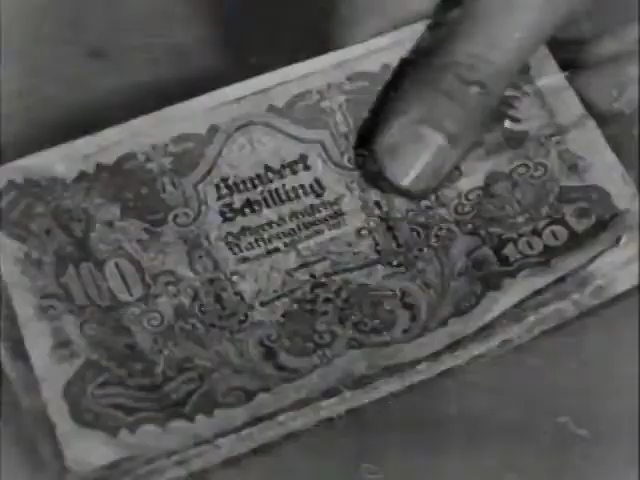 Hundert
Schilling
Oesterreichische
Nationalbank
100
100